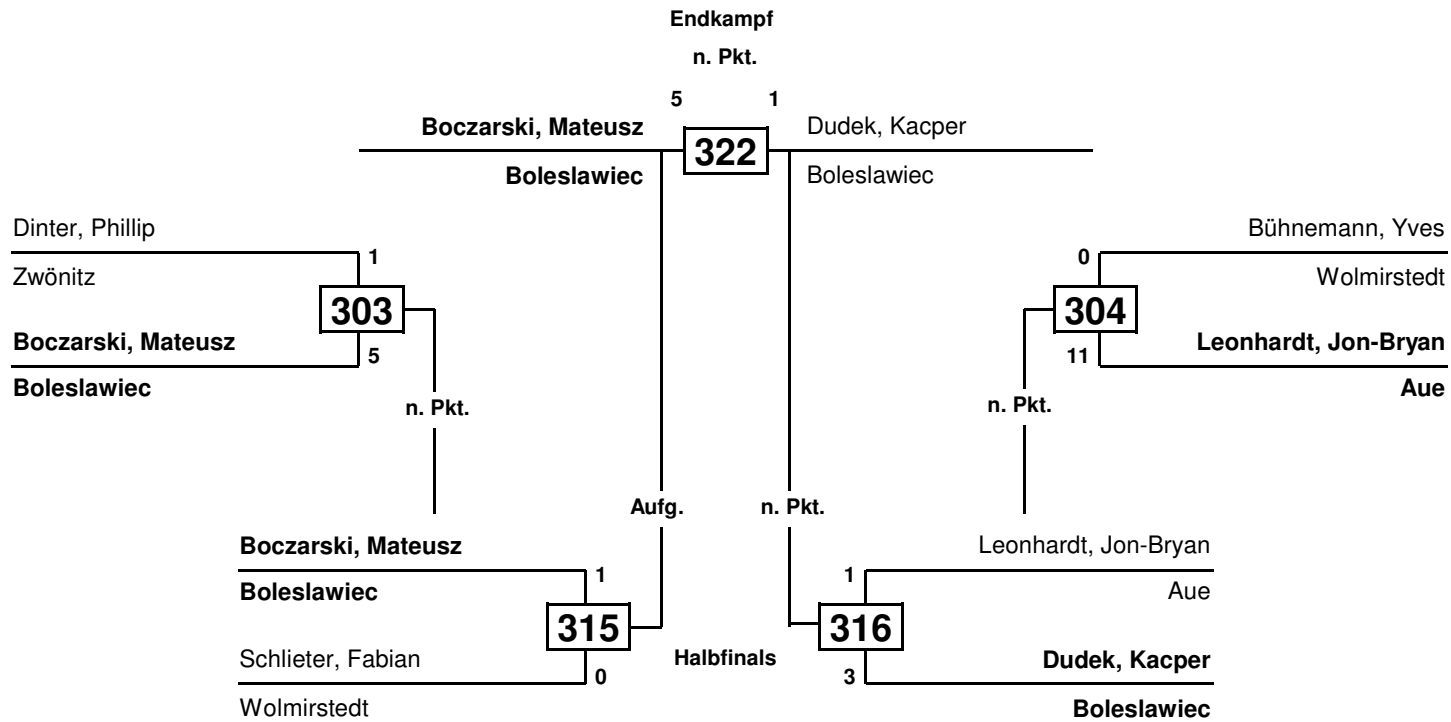 Endkampf
n. Pkt.
5 1
Boczarski, Mateusz 322 Dudek, Kacper
Boleslawiec Boleslawiec
Dinter, Phillip Bühnemann, Yves
1 0
Zwönitz Wolmirstedt
303 304
Boczarski, Mateusz Leonhardt, Jon-Bryan
5 11
Boleslawiec Aue
n. Pkt. n. Pkt.
Aufg. n. Pkt.
Boczarski, Mateusz Leonhardt, Jon-Bryan
1 1
Boleslawiec Aue
315 316
Schlieter, Fabian Halbfinals Dudek, Kacper
0 3
Wolmirstedt Boleslawiec